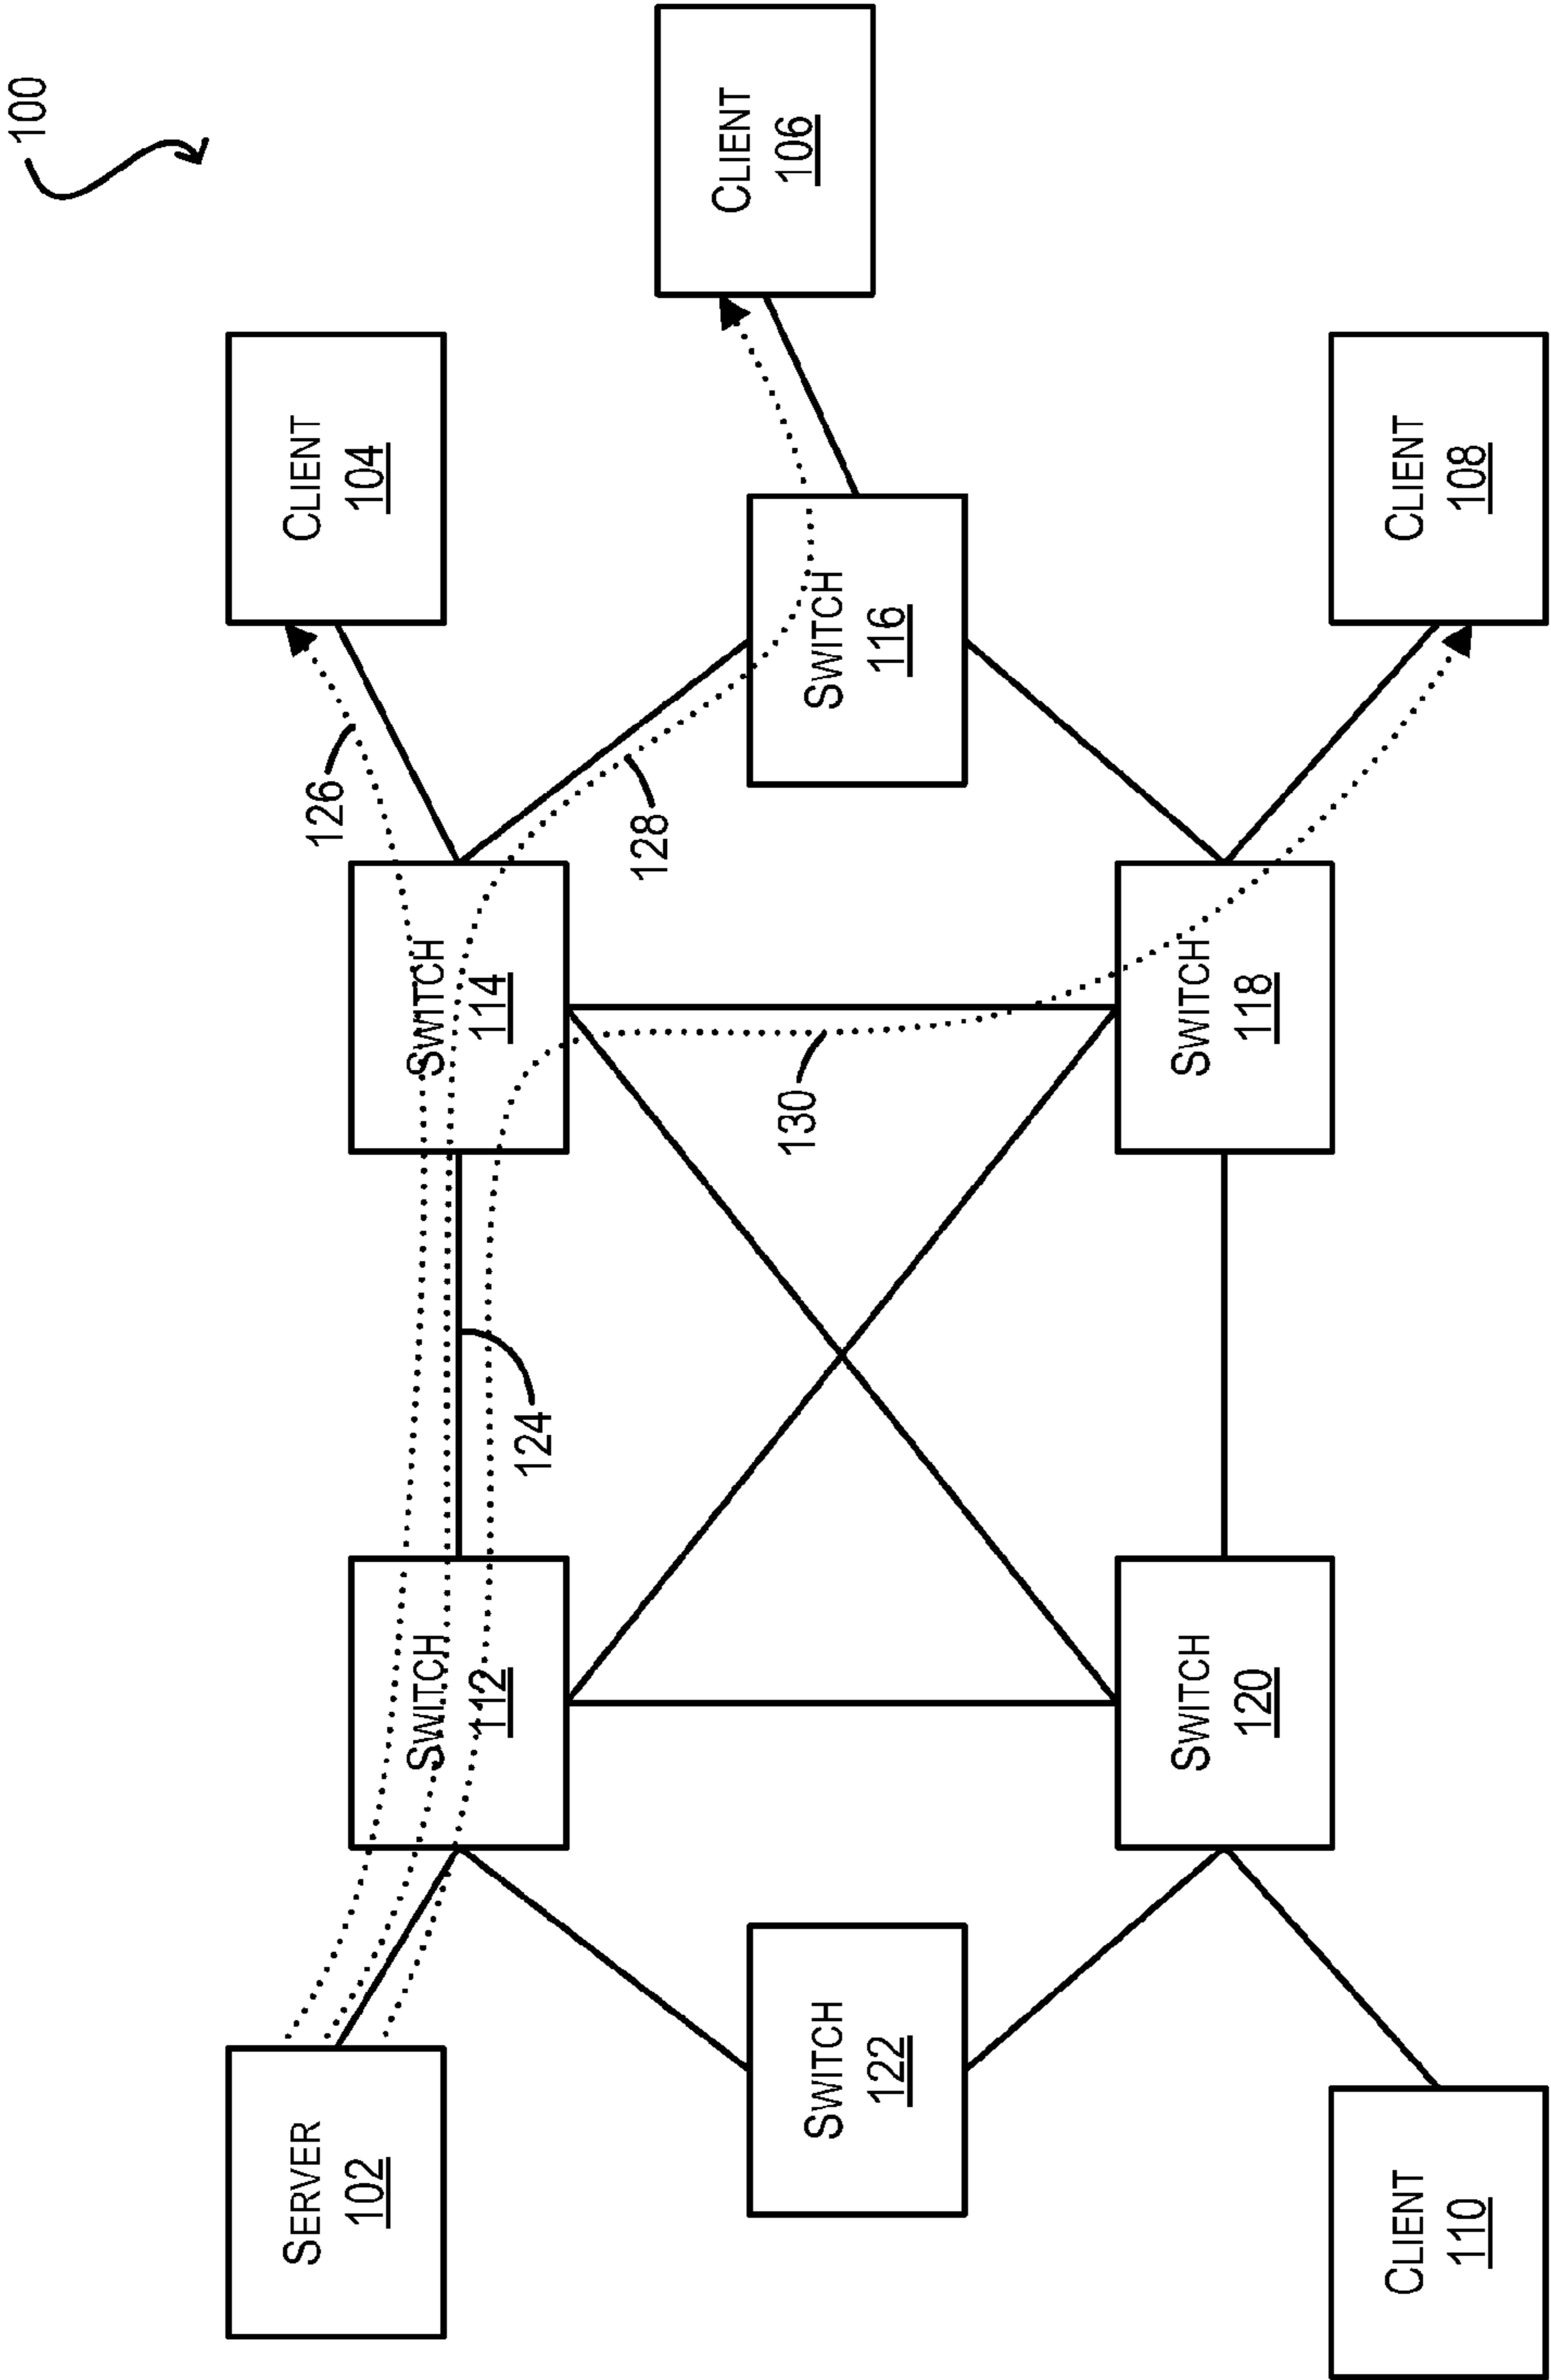 100
SERVER
102
CLIENT
104
126
SWITCH
112
SWITCH
114
124
128
CLIENT
106
SWITCH
122
SWITCH
116
130
SWITCH
120
SWITCH
118
CLIENT
110
CLIENT
108